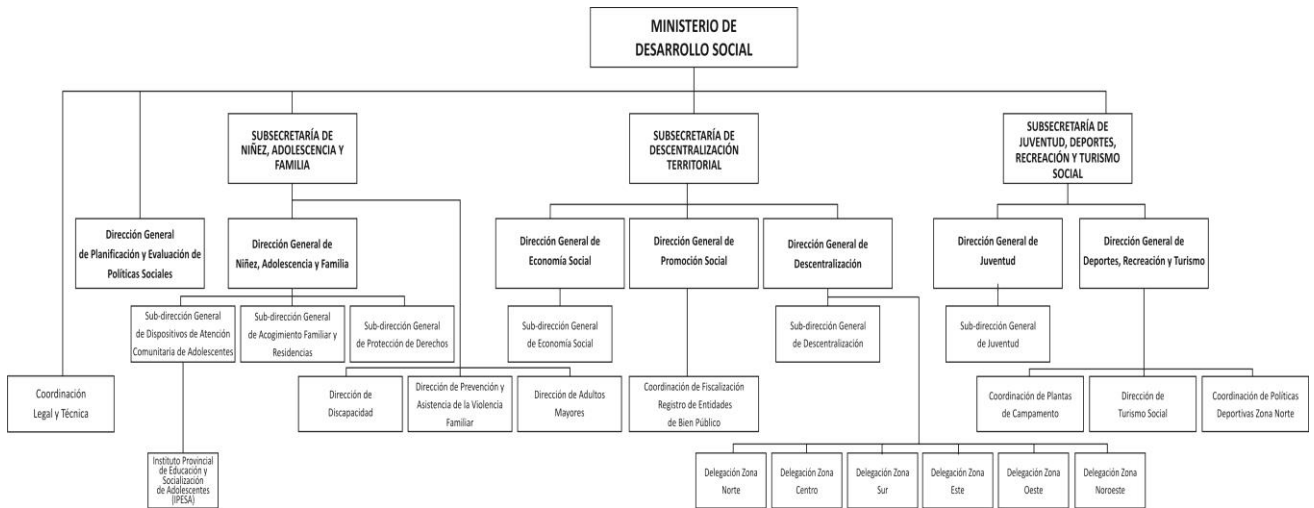 MINISTERIO DE
DESARROLLO SOCIAL
SUBSECRETARÍA DE
NIÑEZ, ADOLESCENCIA Y
FAMILIA
SUBSECRETARÍA DE
DESCENTRALIZACIÓN
TERRITORIAL
SUBSECRETARÍA DE
JUVENTUD, DEPORTES,
RECREACIÓN Y TURISMO
SOCIAL
Dirección General
de Planificación y Evaluación de
Políticas Sociales
Dirección General de
Niñez, Adolescencia y Familia
Dirección General de
Economía Social
Dirección General de
Promoción Social
Dirección General de
Descentralización
Dirección General de
Juventud
Dirección General de
Deportes, Recreación y Turismo
Sub-dirección General
de Dispositivos de Atención
Comunitaria de Adolescentes
Sub-dirección General
de Acogimiento Familiar y
Residencias
Sub-dirección General
de Protección de Derechos
Sub-dirección General
de Economía Social
Sub-dirección General
de Descentralización
Sub-dirección General
de Juventud
Coordinación
Legal y Técnica
Dirección de
Discapacidad
Dirección de Prevención y
Asistencia de la Violencia
Familiar
Dirección de Adultos
Mayores
Coordinación de Fiscalización
Registro de Entidades
de Bien Público
Coordinación de Plantas
de Campamento
Dirección de
Turismo Social
Coordinación de Políticas
Deportivas Zona Norte
Instituto Provincial
de Educación y
Socialización
de Adolescentes
(IPESA)
Delegación Zona
Norte
Delegación Zona
Centro
Delegación Zona
Sur
Delegación Zona
Este
Delegación Zona
Oeste
Delegación Zona
Noroeste